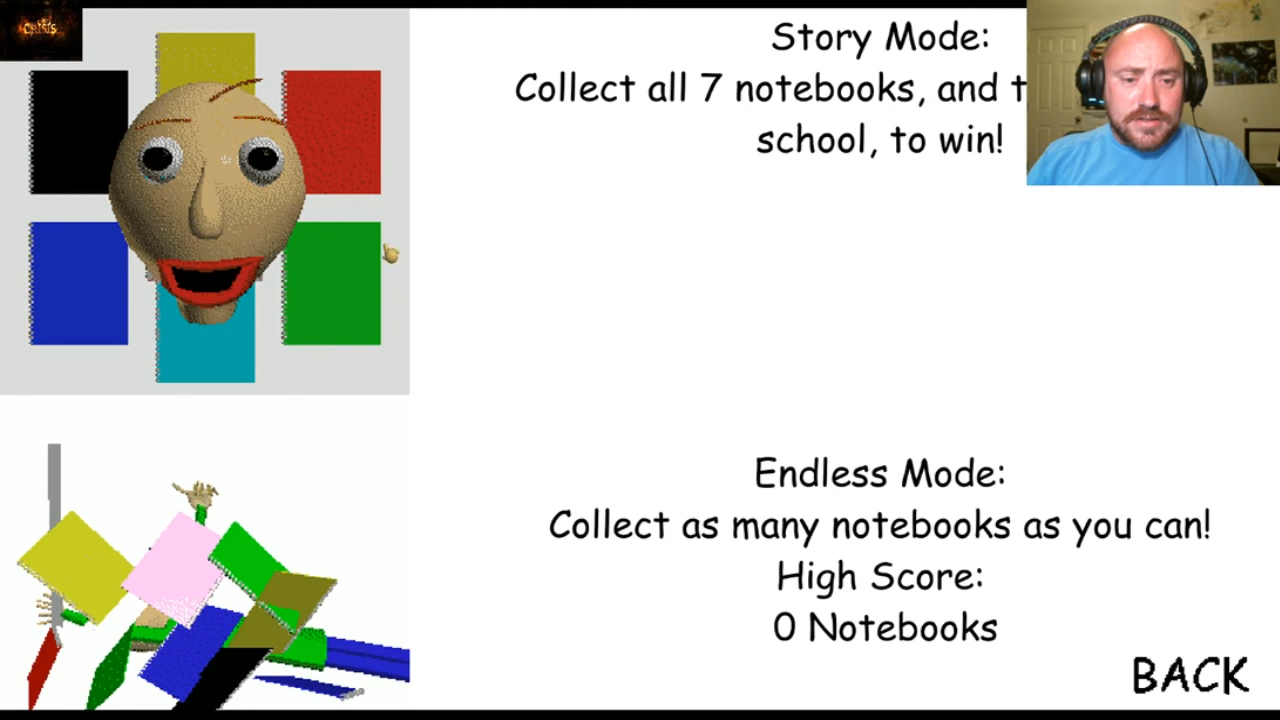 CRISIS
Story Mode:
Collect all 7 notebooks, and t
school, to win!
Endless Mode:
Collect as many notebooks as you can!
High Score:
0 Notebooks
BACK